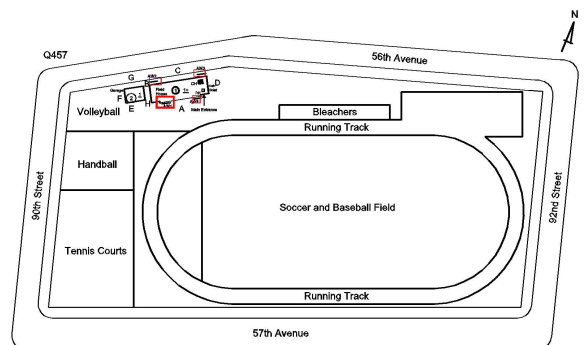 N
Q457
56th Avenue
G
C
D
Garage
Field
House
F
E
H
A
Main Entrance
Volleyball
Bleachers
Running Track
Handball
90th Street
Soccer and Baseball Field
92nd Street
Tennis Courts
Running Track
57th Avenue